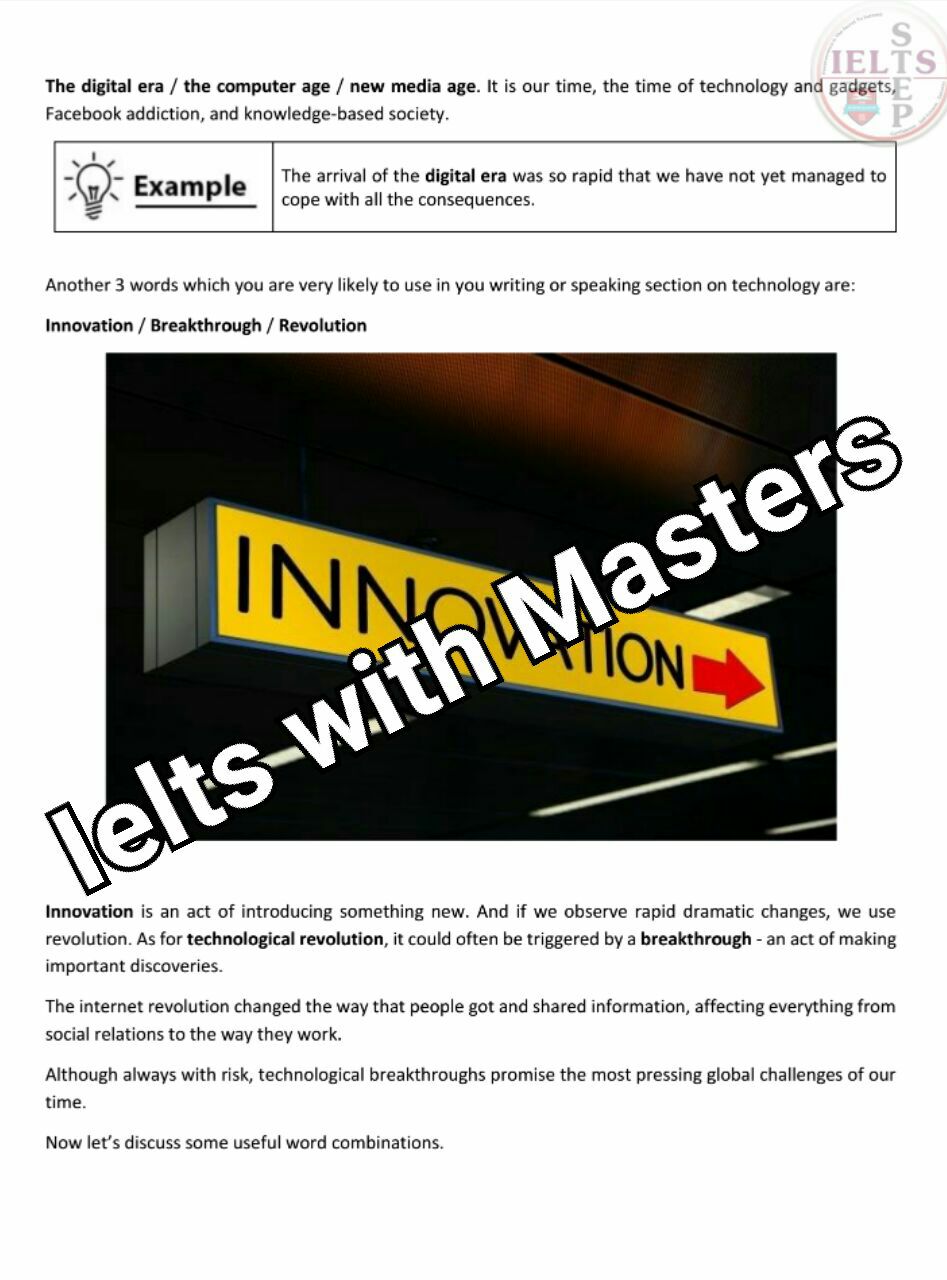 IELTS
STEP
The digital era / the computer age / new media age. It is our time, the time of technology and gadgets,
Facebook addiction, and knowledge-based society.
Example
The arrival of the digital era was so rapid that we have not yet managed to
cope with all the consequences.
Another 3 words which you are very likely to use in you writing or speaking section on technology are:
Innovation / Breakthrough / Revolution
INNOVATION
Ielts with Masters
Innovation is an act of introducing something new. And if we observe rapid dramatic changes, we use
revolution. As for technological revolution, it could often be triggered by a breakthrough - an act of making
important discoveries.
The internet revolution changed the way that people got and shared information, affecting everything from
social relations to the way they work.
Although always with risk, technological breakthroughs promise the most pressing global challenges of our
time.
Now let's discuss some useful word combinations.